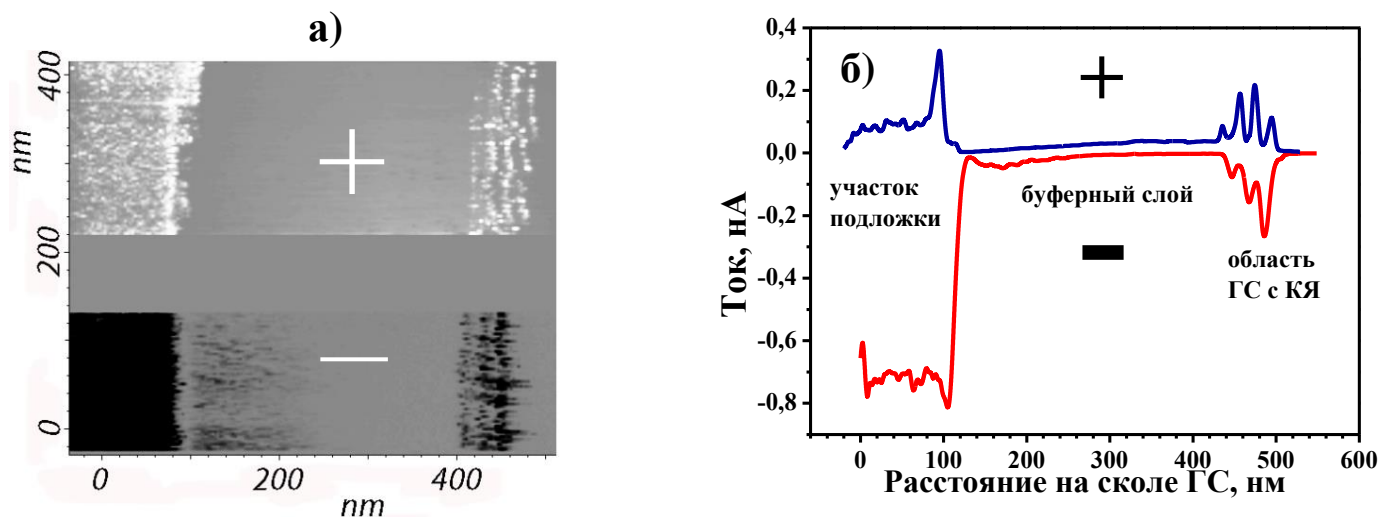 а)
400
200
0
nm
0 200 400
nm
б)
0,4
0,2
0,0
-0,2
-0,4
-0,6
-0,8
Ток, нА
+
участок
подложки
буферный слой
область
ГС с КЯ
0 100 200 300 400 500 600
Расстояние на сколе ГС, нм